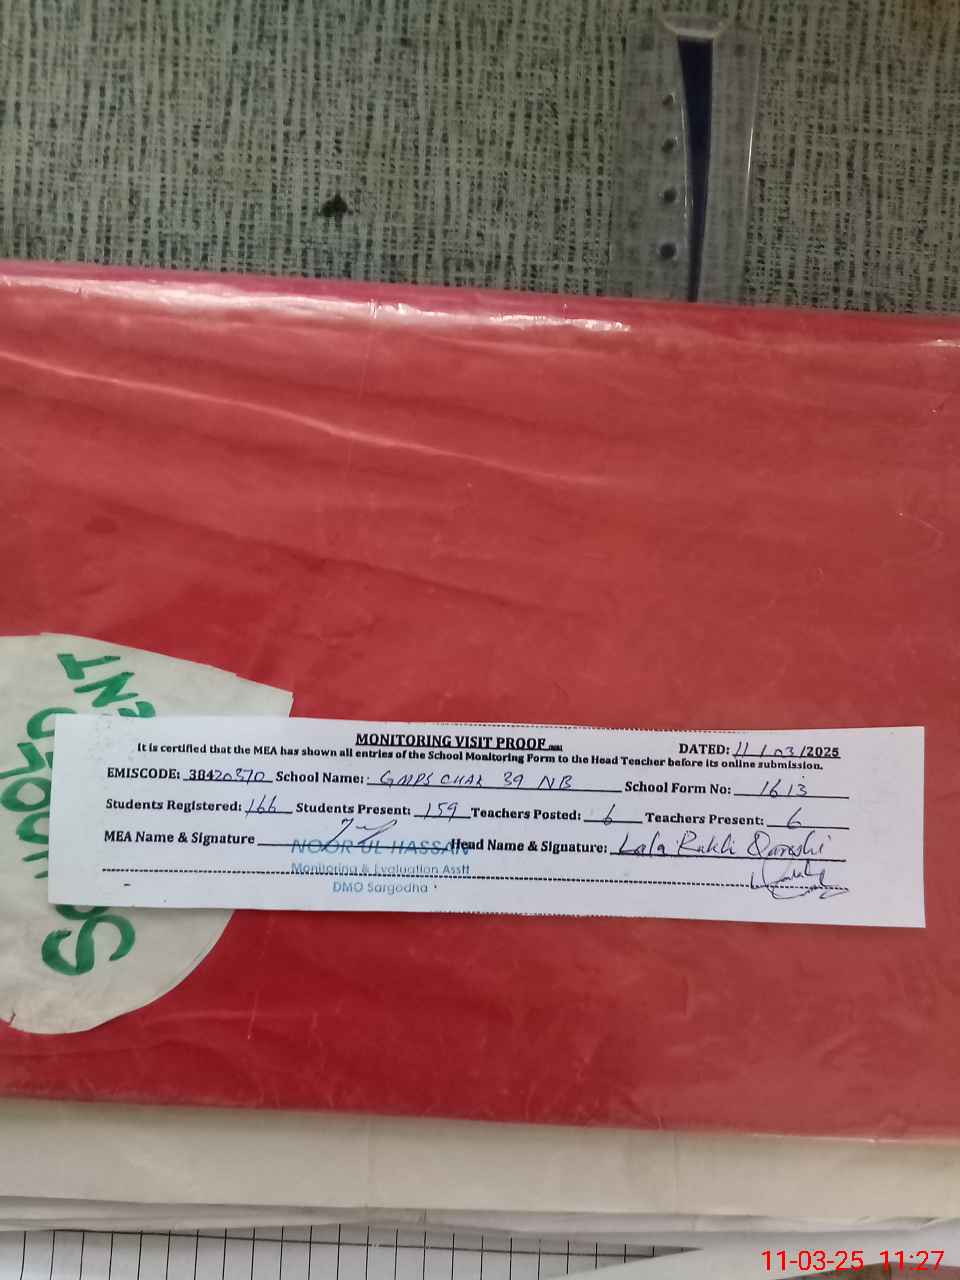 MONITORING VISIT PROOF
DATED: 11/03/2025
It is certified that the MEA has shown all entries of the School Monitoring Form to the Head Teacher before its online submission.
EMISCODE: 38420370 School Name: GMPS CHAK 39 NB School Form No: 1613
Students Registered: 166 Students Present: 159 Teachers Posted: 6 Teachers Present: 6
MEA Name & Signature NOOR UL HASSAN Head Name & Signature: Lala Rukh
Monitoring & Evaluation Asstt
DMO Sargodha
11-03-25 11:27